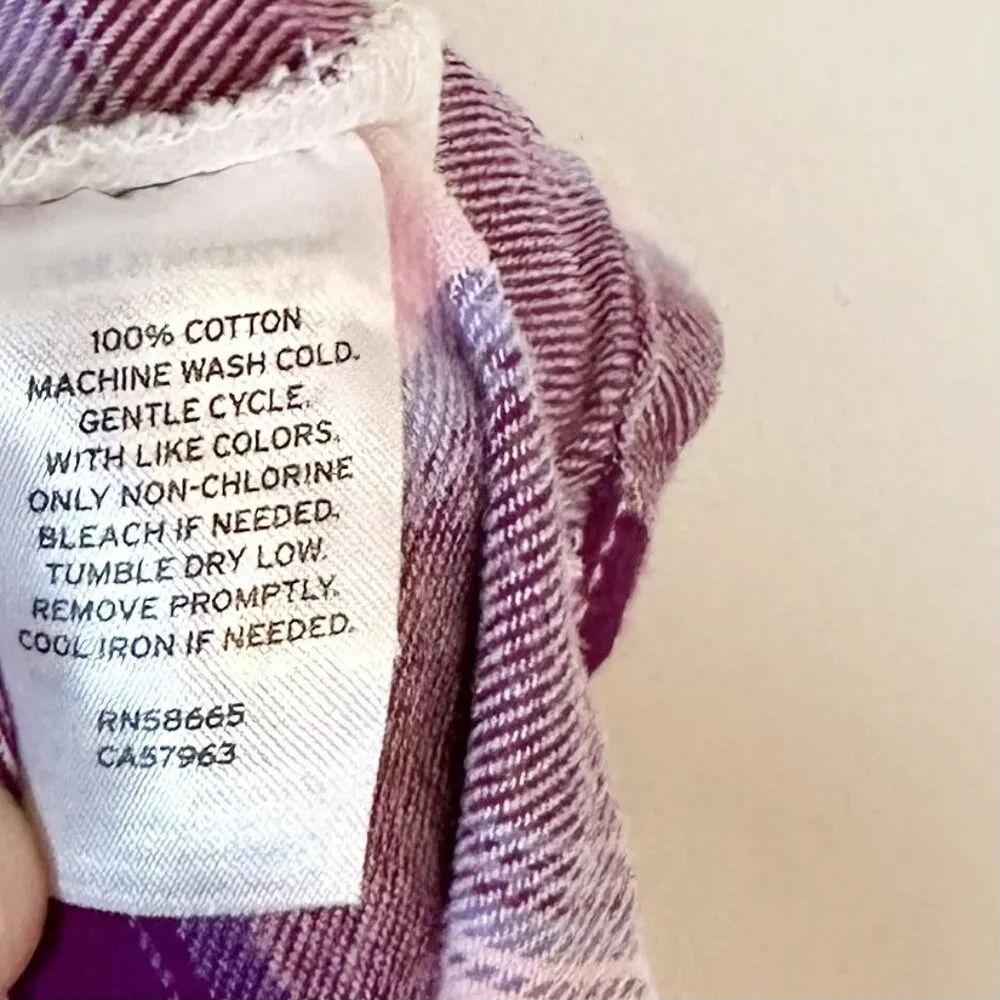 100% COTTON
MACHINE WASH COLD.
GENTLE CYCLE.
WITH LIKE COLORS.
ONLY NON-CHLORINE
BLEACH IF NEEDED.
TUMBLE DRY LOW.
REMOVE PROMPTLY.
COOL IRON IF NEEDED.
RN58665
CA57963